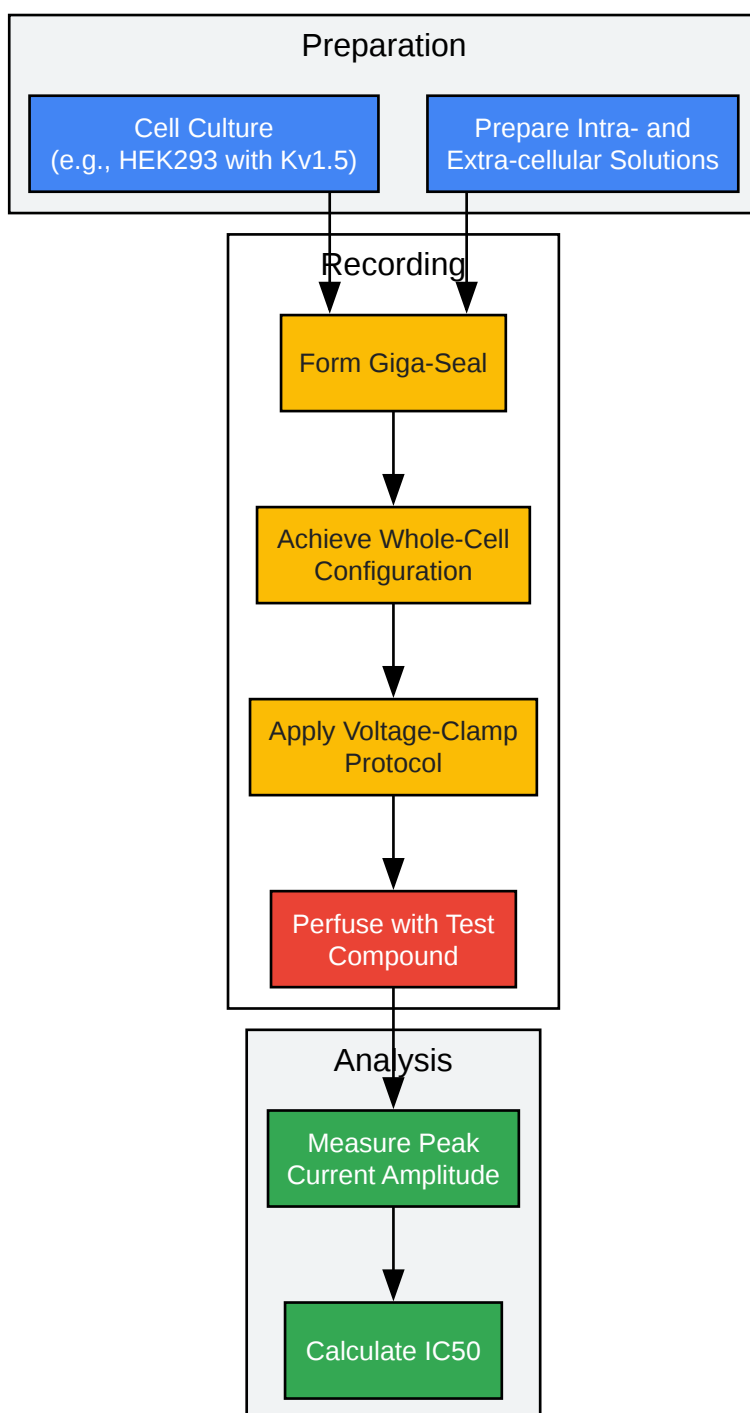 Preparation
Cell Culture
(e.g., HEK293 with Kv1.5)
Prepare Intra- and
Extra-cellular Solutions
Recording
Form Giga-Seal
Achieve Whole-Cell
Configuration
Apply Voltage-Clamp
Protocol
Perfuse with Test
Compound
Analysis
Measure Peak
Current Amplitude
Calculate IC50